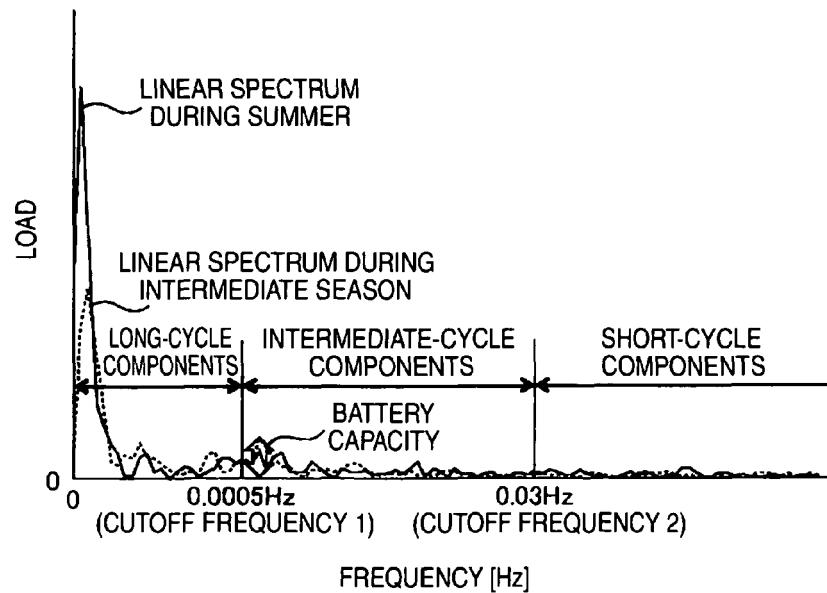 LINEAR SPECTRUM
DURING SUMMER
LOAD
LINEAR SPECTRUM DURING
INTERMEDIATE SEASON
LONG-CYCLE
COMPONENTS
INTERMEDIATE-CYCLE
COMPONENTS
SHORT-CYCLE
COMPONENTS
BATTERY
CAPACITY
0
0
0.0005Hz
(CUTOFF FREQUENCY 1)
0.03Hz
(CUTOFF FREQUENCY 2)
FREQUENCY [Hz]